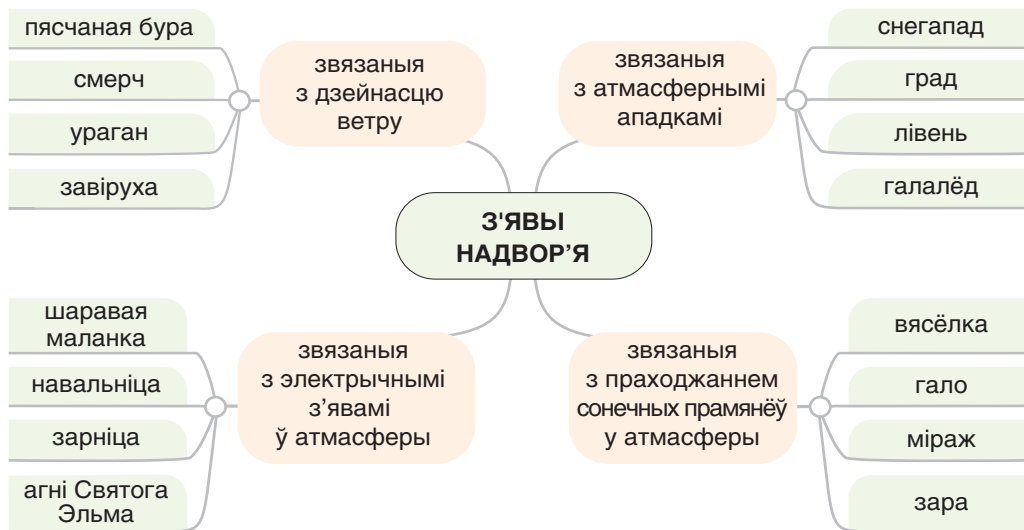 пясчаная бура
смерч
ураган
завіруха
звязаныя
з дзейнасцю
ветру
звязаныя
з атмасфернымі
ападкамі
снегапад
град
лівень
галалёд
З'ЯВЫ
НАДВОР’Я
шаравая
маланка
навальніца
зарніца
агні Святога
Эльма
звязаныя
з электрычнымі
з’явамі
ў атмасферы
звязаныя
з праходжаннем
сонечных прамянёў
у атмасферы
вясёлка
гало
міраж
зара